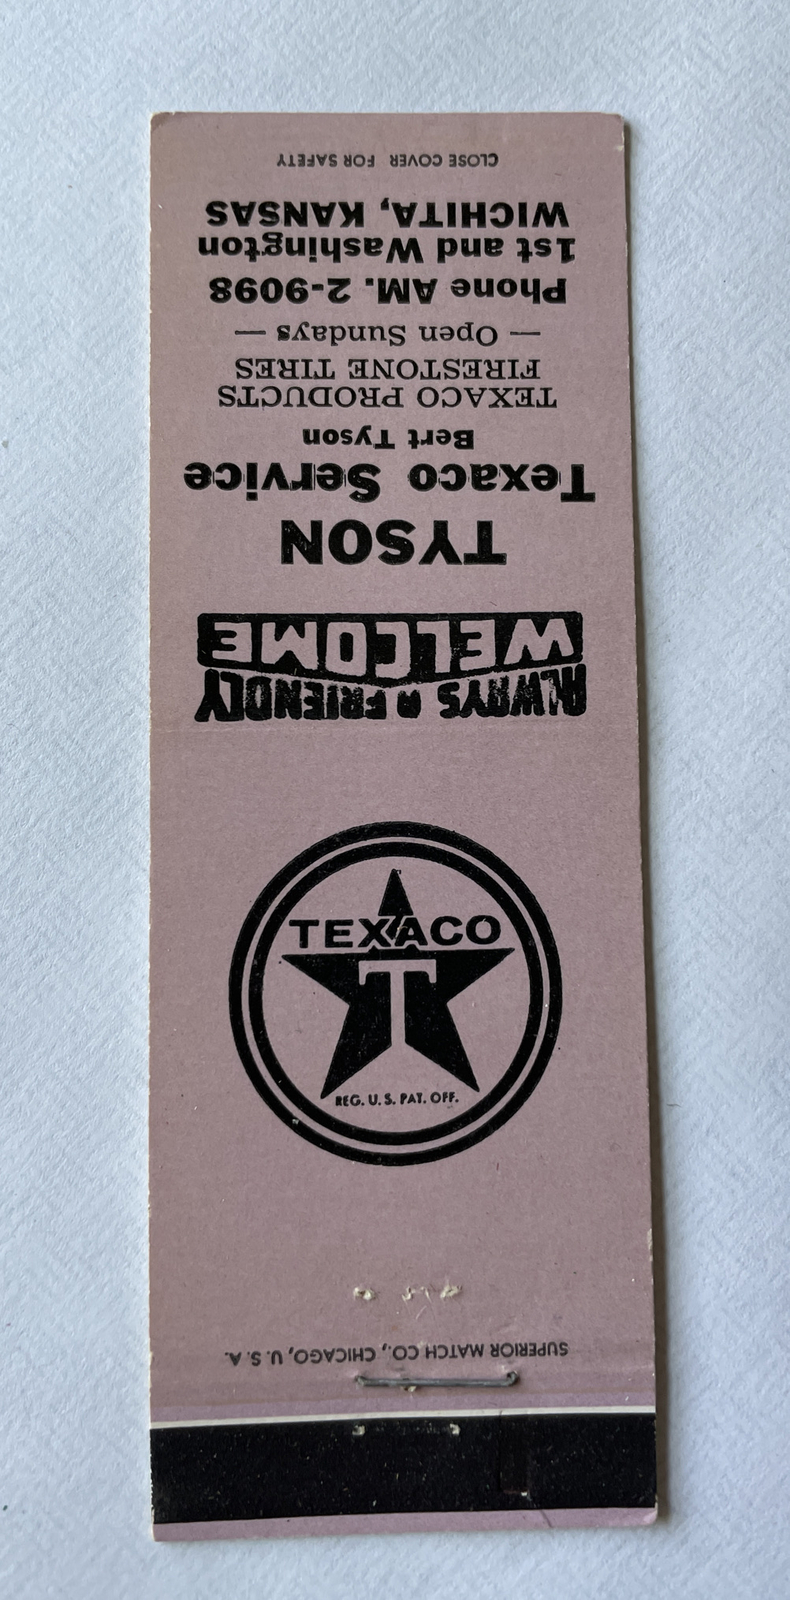 CLOSE COVER FOR SAFETY
ALWAYS A FRIENDLY
WELCOME
TYSON
Texaco Service
Bert Tyson
TEXACO PRODUCTS
FIRESTONE TIRES
— Open Sundays —
Phone AM. 2-9098
1st and Washington
WICHITA, KANSAS
TEXACO
T
REG. U. S. PAT. OFF.
SUPERIOR MATCH CO., CHICAGO, U. S. A.